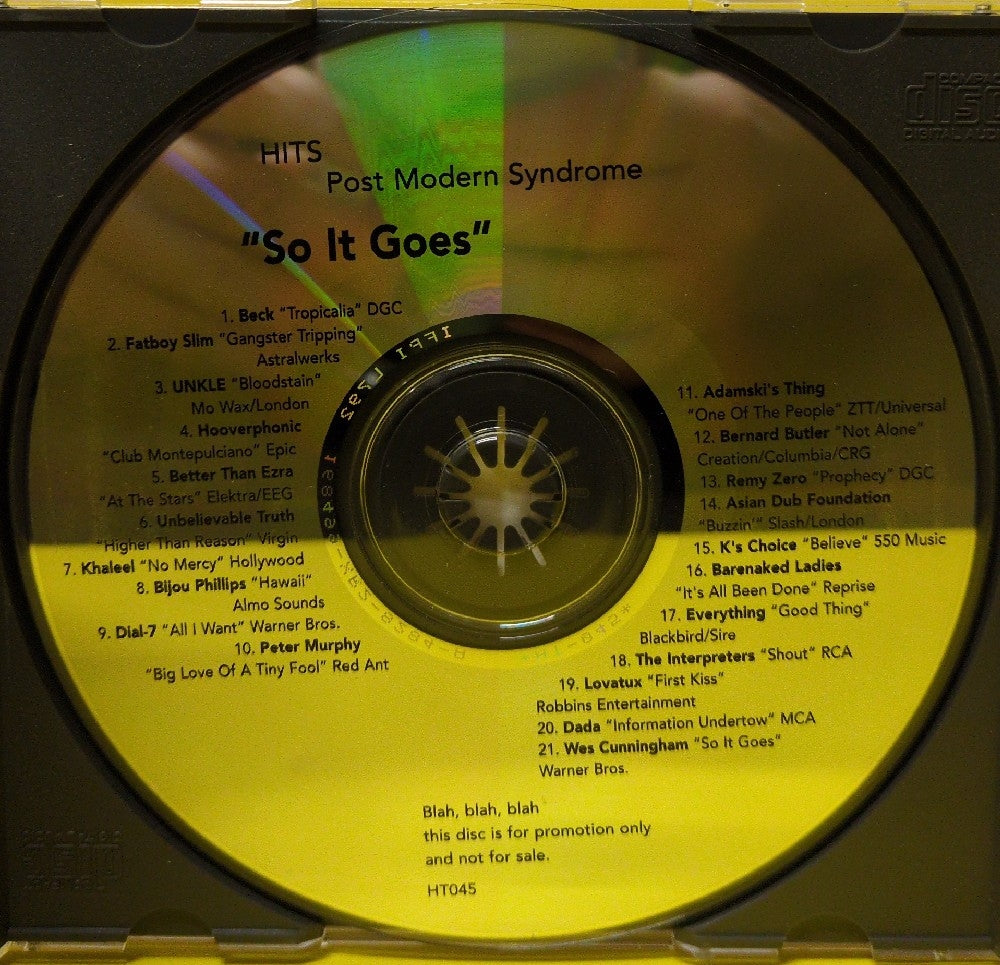 HITS
Post Modern Syndrome
"So It Goes"
1. Beck "Tropicalia" DGC
2. Fatboy Slim "Gangster Tripping"
Astralwerks
3. UNKLE "Bloodstain"
Mo Wax/London
4. Hooverphonic
"Club Montepulciano" Epic
5. Better Than Ezra
"At The Stars" Elektra/EEG
6. Unbelievable Truth
"Higher Than Reason" Virgin
7. Khaleel "No Mercy" Hollywood
8. Bijou Phillips "Hawaii"
Almo Sounds
9. Dial-7 "All I Want" Warner Bros.
10. Peter Murphy
"Big Love Of A Tiny Fool" Red Ant
11. Adamski's Thing
"One Of The People" ZTT/Universal
12. Bernard Butler "Not Alone"
Creation/Columbia/CRG
13. Remy Zero "Prophecy" DGC
14. Asian Dub Foundation
"Buzzin'" Slash/London
15. K's Choice "Believe" 550 Music
16. Barenaked Ladies
"It's All Been Done" Reprise
17. Everything "Good Thing"
Blackbird/Sire
18. The Interpreters "Shout" RCA
19. Lovatux "First Kiss"
Robbins Entertainment
20. Dada "Information Undertow" MCA
21. Wes Cunningham "So It Goes"
Warner Bros.
Blah, blah, blah
this disc is for promotion only
and not for sale.
HT045
IFPI L792
COMPACT
disc
DIGITAL AUDIO